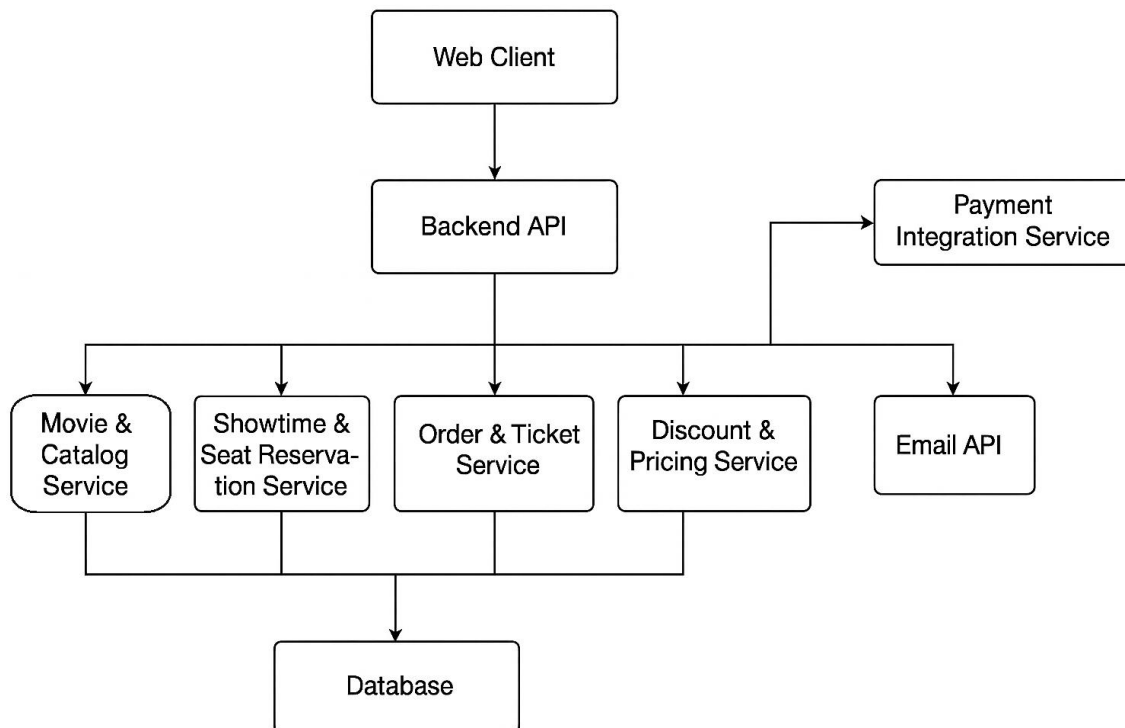 Web Client
Backend API
Payment
Integration Service
Movie &
Catalog
Service
Showtime &
Seat Reserva-
tion Service
Order & Ticket
Service
Discount &
Pricing Service
Email API
Database